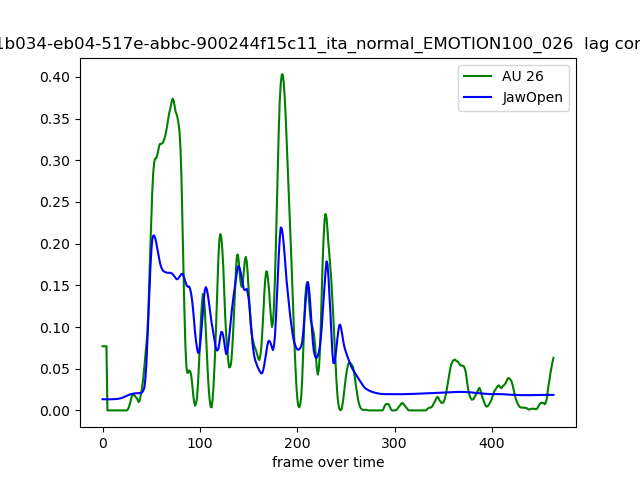 1b034-eb04-517e-abbc-900244f15c11_ita_normal_EMOTION100_026 lag cor
AU 26
JawOpen
0.40
0.35
0.30
0.25
0.20
0.15
0.10
0.05
0.00
0 100 200 300 400
frame over time